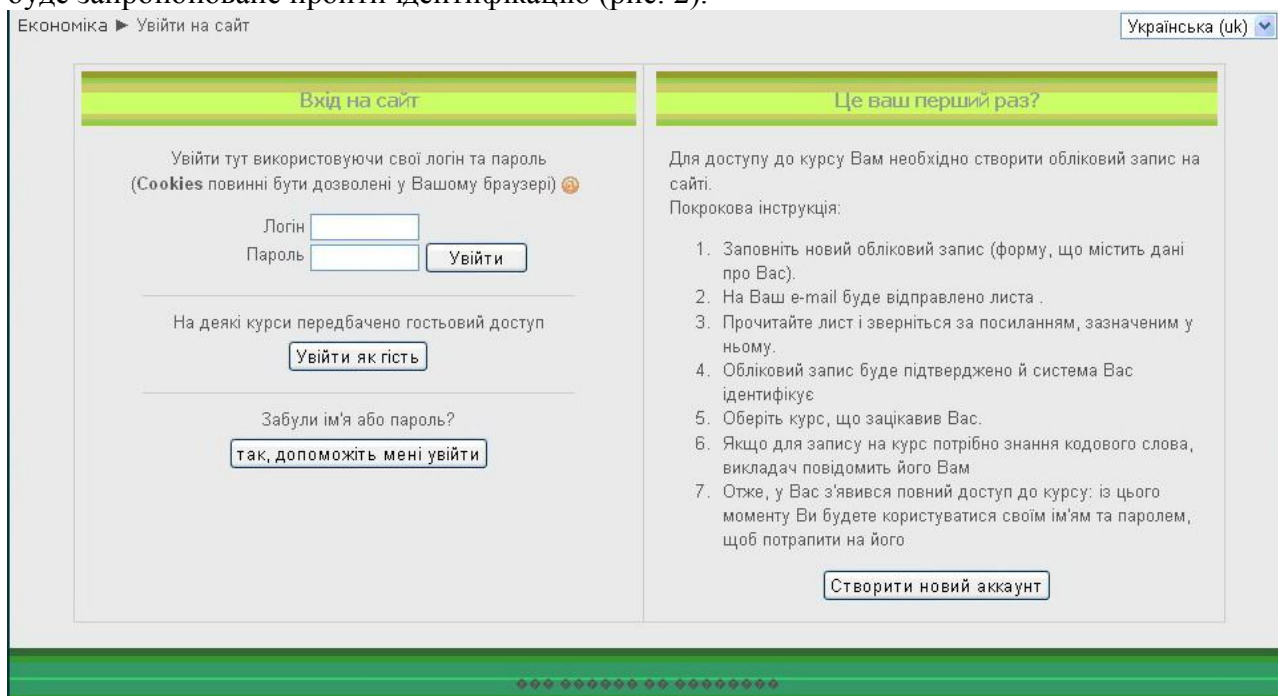 буде запропоноване пройти ідентифікацію (рис. 2).
Економіка ► Увійти на сайт
Українська (uk)
Вхід на сайт
Увійти тут використовуючи свої логін та пароль
(Cookies повинні бути дозволені у Вашому браузері)
Логін
Пароль
Увійти
На деякі курси передбачено гостьовий доступ
Увійти як гість
Забули ім'я або пароль?
так, допоможіть мені увійти
Це ваш перший раз?
Для доступу до курсу Вам необхідно створити обліковий запис на
сайті.
Покрокова інструкція:
1. Заповніть новий обліковий запис (форму, що містить дані
про Вас).
2. На Ваш e-mail буде відправлено листа .
3. Прочитайте лист і зверніться за посиланням, зазначеним у
ньому.
4. Обліковий запис буде підтверджено й система Вас
ідентифікує
5. Оберіть курс, що зацікавив Вас.
6. Якщо для запису на курс потрібно знання кодового слова,
викладач повідомить його Вам
7. Отже, у Вас з'явився повний доступ до курсу: із цього
моменту Ви будете користуватися своїм ім'ям та паролем,
щоб потрапити на його
Створити новий аккаунт